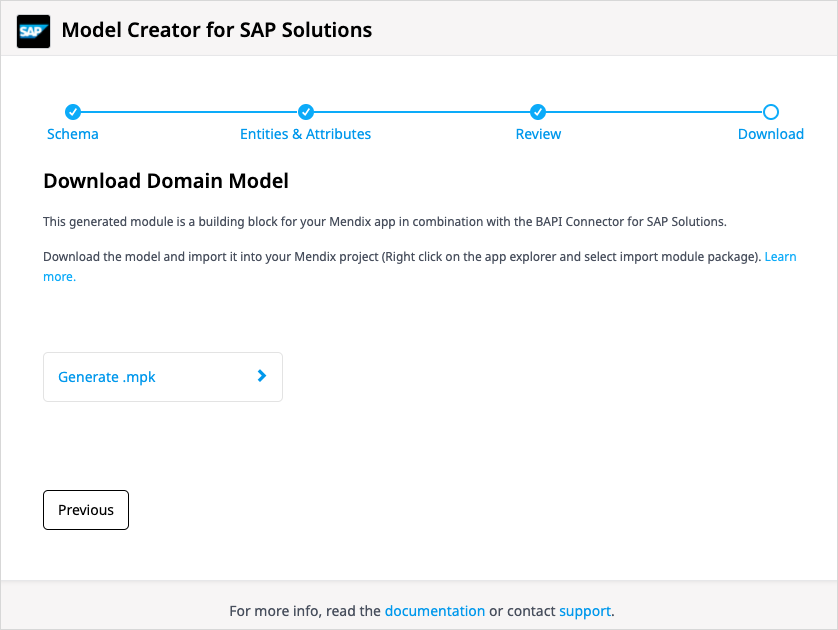 SAP Model Creator for SAP Solutions
Schema Entities & Attributes Review Download
Download Domain Model
This generated module is a building block for your Mendix app in combination with the BAPI Connector for SAP Solutions.
Download the model and import it into your Mendix project (Right click on the app explorer and select import module package). Learn
more.
Generate .mpk
Previous
For more info, read the documentation or contact support.